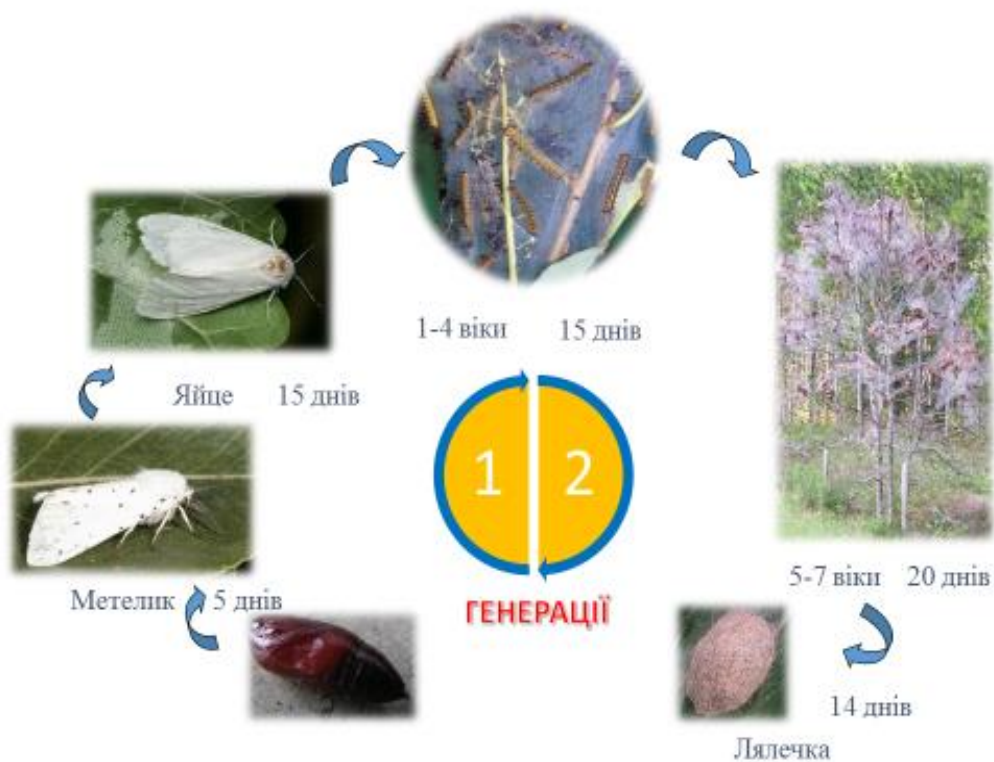 1-4 віки 15 днів
Яйце 15 днів
1 2
ГЕНЕРАЦІЇ
5-7 віки 20 днів
Метелик 5 днів
14 днів
Лялечка